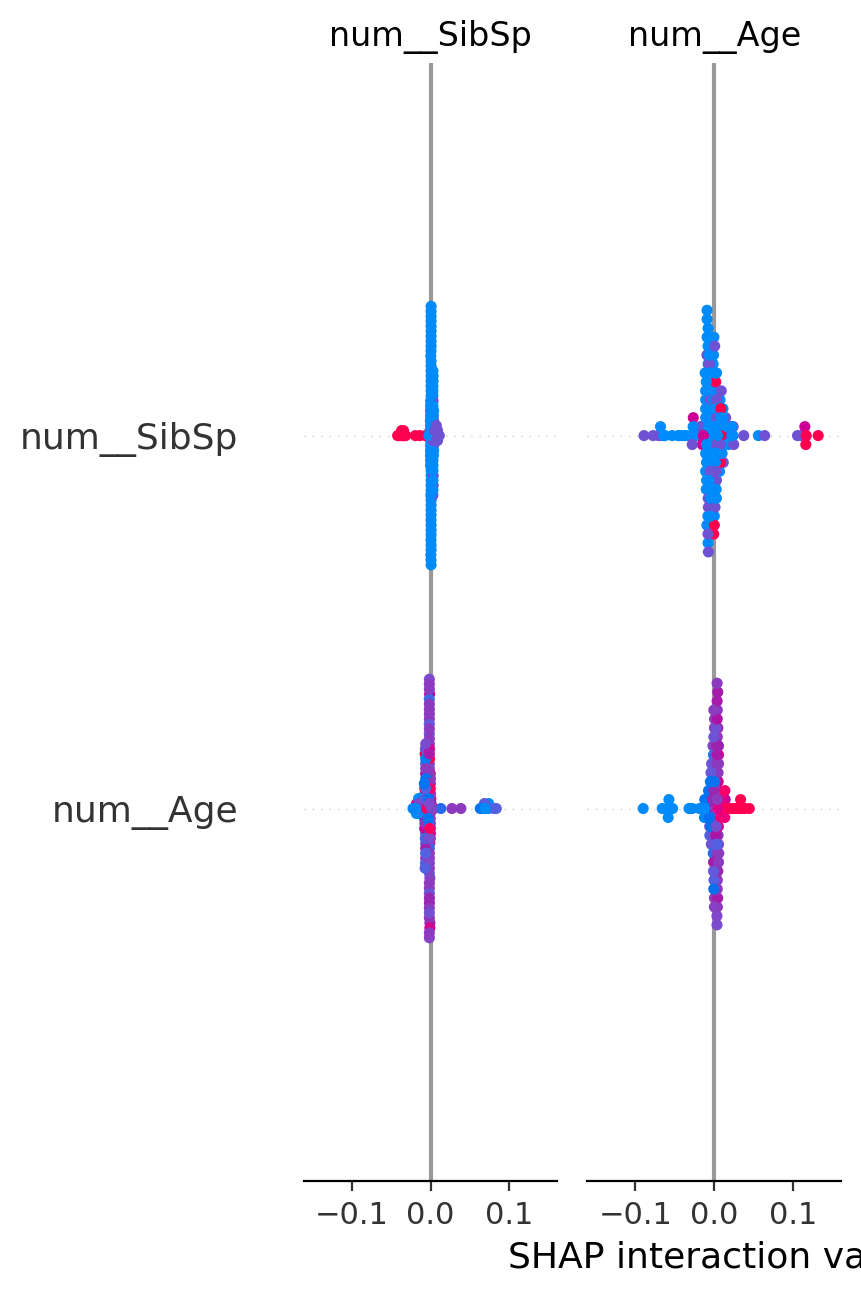 num__SibSp num__Age
num__SibSp
num__Age
−0.1 0.0 0.1 −0.1 0.0 0.1
SHAP interaction va